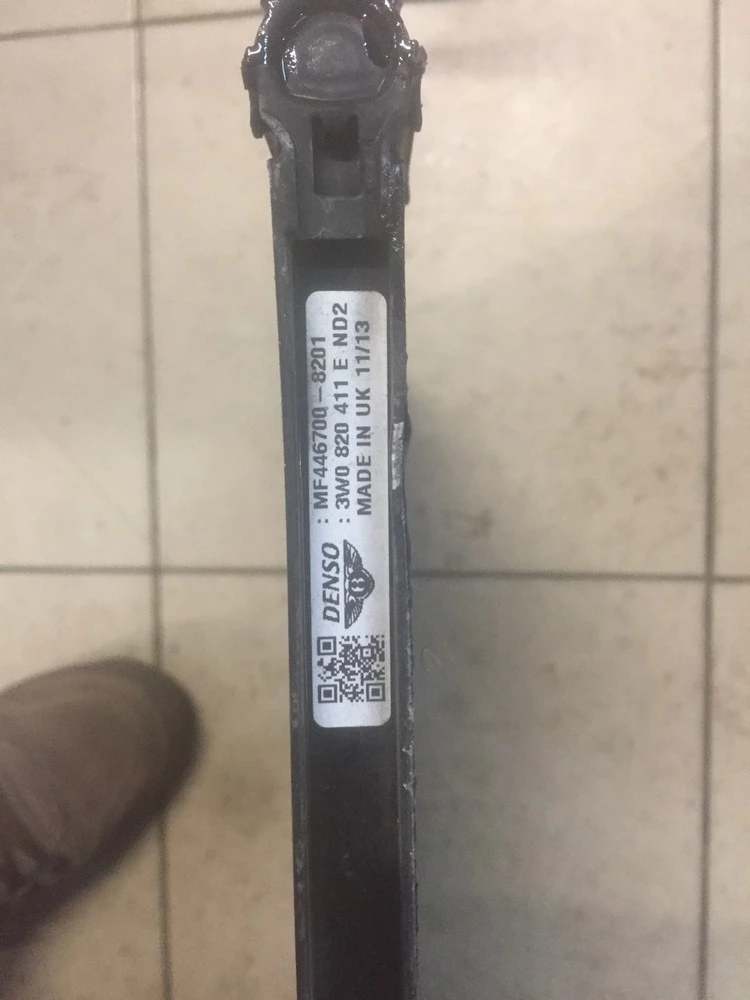 DENSO
: MF446700-8201
: 3W0 820 411 E ND2
MADE IN UK 11/13
B